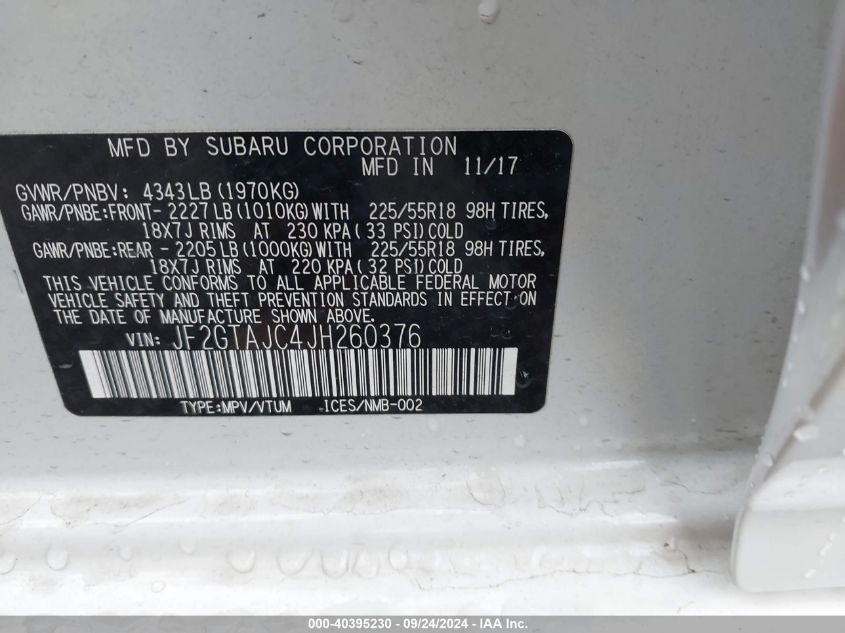 MFD BY SUBARU CORPORATION
MFD IN 11/17
GVWR/PNBV: 4343LB(1970KG)
GAWR/PNBE:FRONT- 2227LB(1010KG)WITH 225/55R18 98H TIRES,
18X7J RIMS AT 230 KPA(33 PSI)COLD
GAWR/PNBE:REAR - 2205LB(1000KG)WITH 225/55R18 98H TIRES,
18X7J RIMS AT 220 KPA(32 PSI)COLD
THIS VEHICLE CONFORMS TO ALL APPLICABLE FEDERAL MOTOR
VEHICLE SAFETY AND THEFT PREVENTION STANDARDS IN EFFECT ON
THE DATE OF MANUFACTURE SHOWN ABOVE.
VIN: JF2GTAJC4JH260376
TYPE:MPV/VTUM ICES/NMB-002
000-40395230 - 09/24/2024 - IAA Inc.